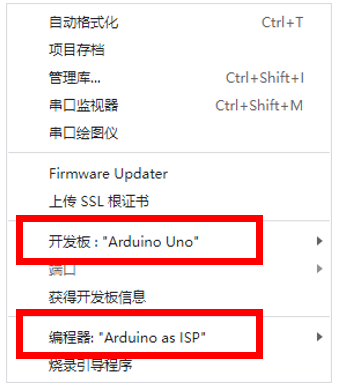 自动格式化 Ctrl+T
项目存档
管理库... Ctrl+Shift+I
串口监视器 Ctrl+Shift+M
串口绘图仪
Firmware Updater
上传 SSL 根证书
开发板 : "Arduino Uno"
端口
获得开发板信息
编程器: "Arduino as ISP"
烧录引导程序